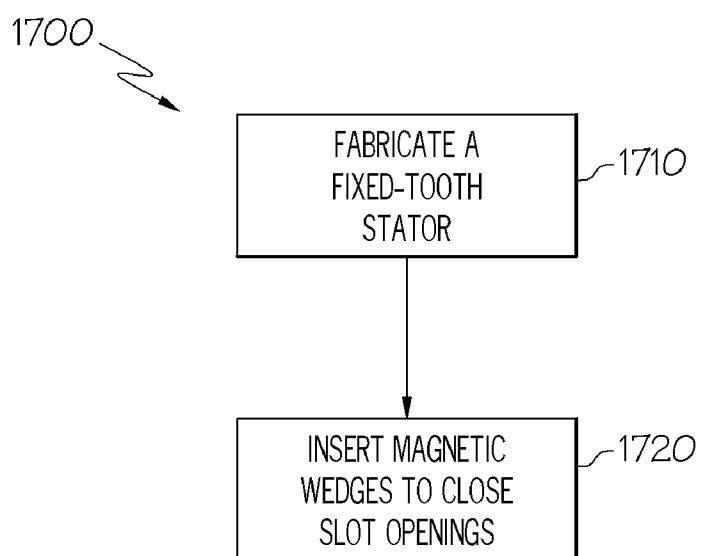 1700
FABRICATE A
FIXED-TOOTH
STATOR
1710
INSERT MAGNETIC
WEDGES TO CLOSE
SLOT OPENINGS
1720